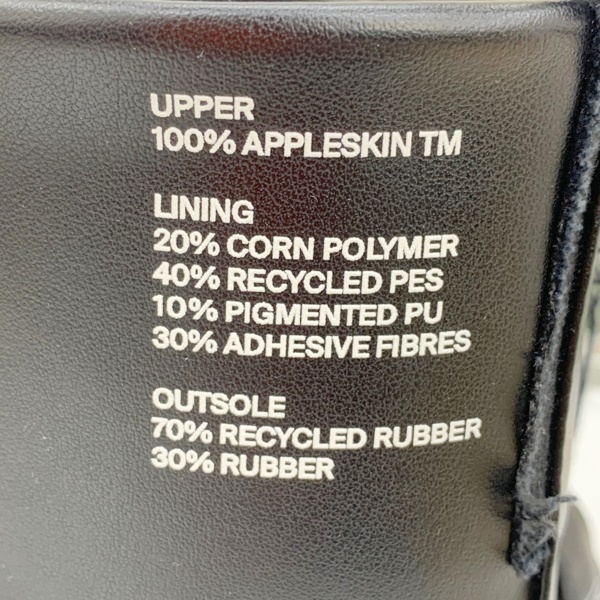 UPPER
100% APPLESKIN TM
LINING
20% CORN POLYMER
40% RECYCLED PES
10% PIGMENTED PU
30% ADHESIVE FIBRES
OUTSOLE
70% RECYCLED RUBBER
30% RUBBER